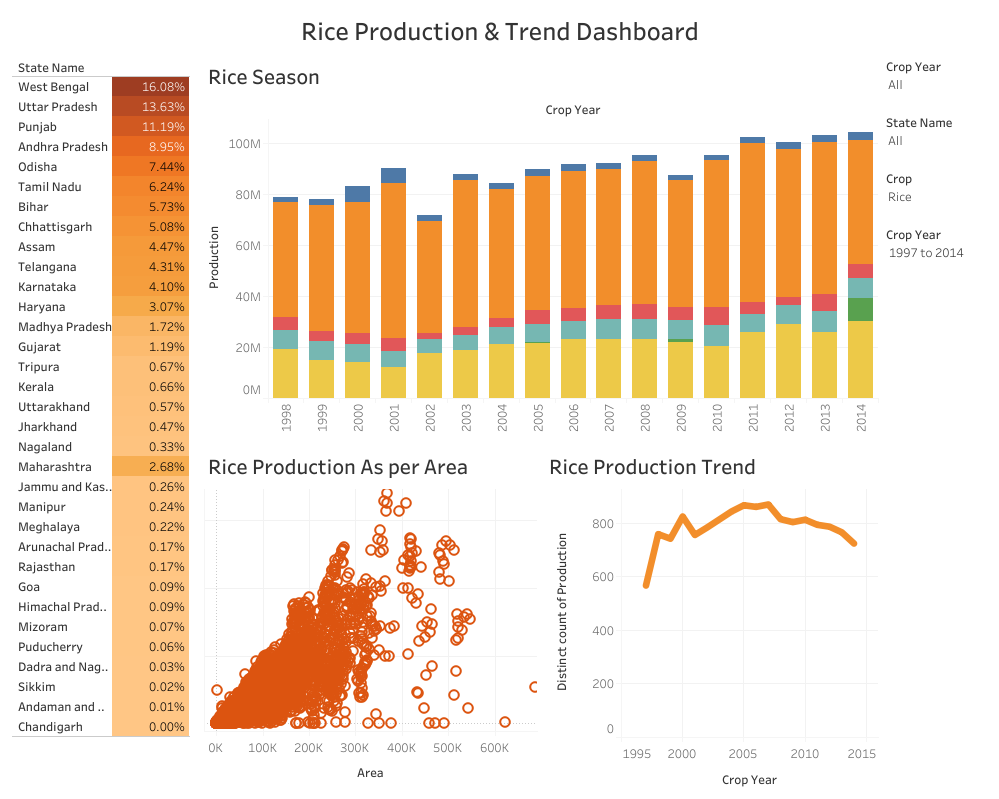 Rice Production & Trend Dashboard
State Name
West Bengal 16.08%
Uttar Pradesh 13.63%
Punjab 11.19%
Andhra Pradesh 8.95%
Odisha 7.44%
Tamil Nadu 6.24%
Bihar 5.73%
Chhattisgarh 5.08%
Assam 4.47%
Telangana 4.31%
Karnataka 4.10%
Haryana 3.07%
Madhya Pradesh 1.72%
Gujarat 1.19%
Tripura 0.67%
Kerala 0.66%
Uttarakhand 0.57%
Jharkhand 0.47%
Nagaland 0.33%
Maharashtra 2.68%
Jammu and Kas.. 0.26%
Manipur 0.24%
Meghalaya 0.22%
Arunachal Prad.. 0.17%
Rajasthan 0.17%
Goa 0.09%
Himachal Prad.. 0.09%
Mizoram 0.07%
Puducherry 0.06%
Dadra and Nag.. 0.03%
Sikkim 0.02%
Andaman and .. 0.01%
Chandigarh 0.00%
Rice Season
Crop Year
Production
100M
80M
60M
40M
20M
0M
1998 1999 2000 2001 2002 2003 2004 2005 2006 2007 2008 2009 2010 2011 2012 2013 2014
Crop Year
All
State Name
All
Crop
Rice
Crop Year
1997 to 2014
Rice Production As per Area
0K 100K 200K 300K 400K 500K 600K
Area
Rice Production Trend
Distinct count of Production
800
600
400
200
0
1995 2000 2005 2010 2015
Crop Year